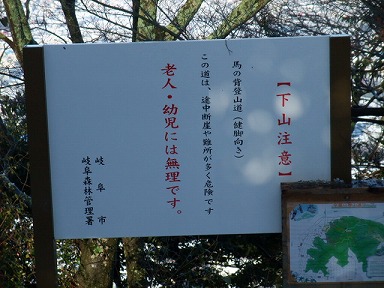 【下山注意】
馬の背登山道（健脚向き）
この道は、途中断崖や難所が多く危険です
老人・幼児には無理です。
岐阜市
岐阜森林管理署